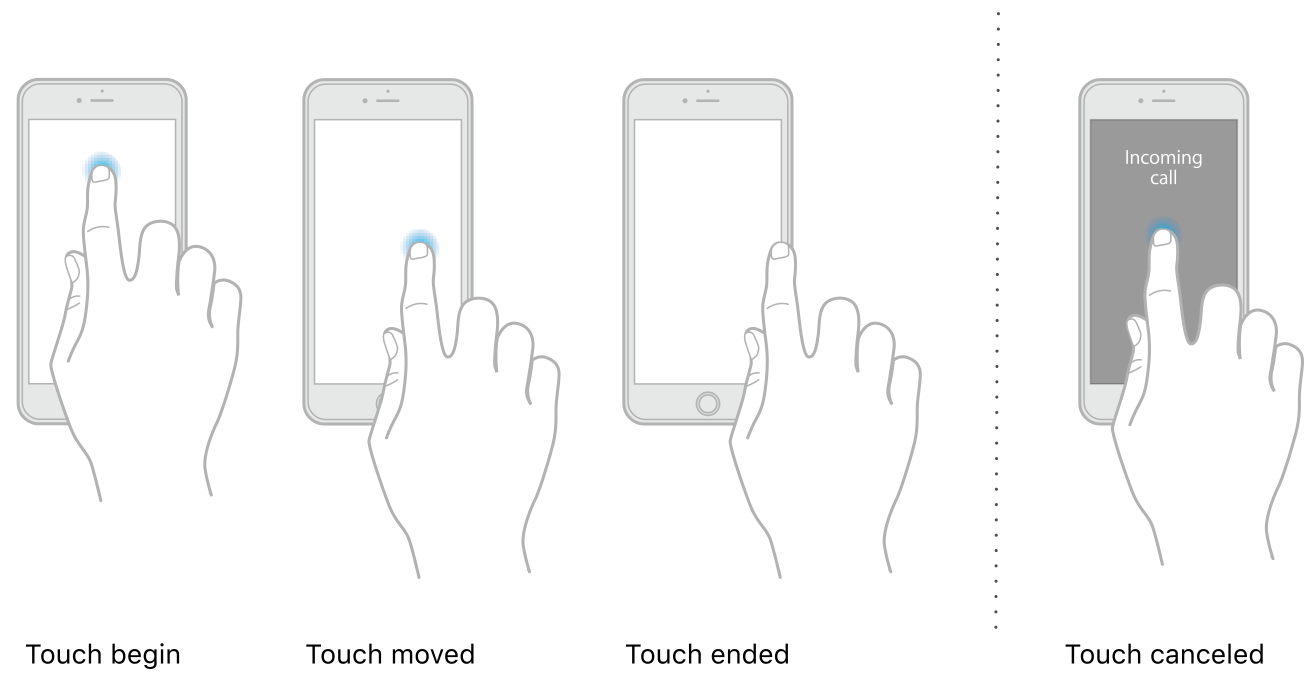 Incoming
call
Touch begin
Touch moved
Touch ended
Touch canceled